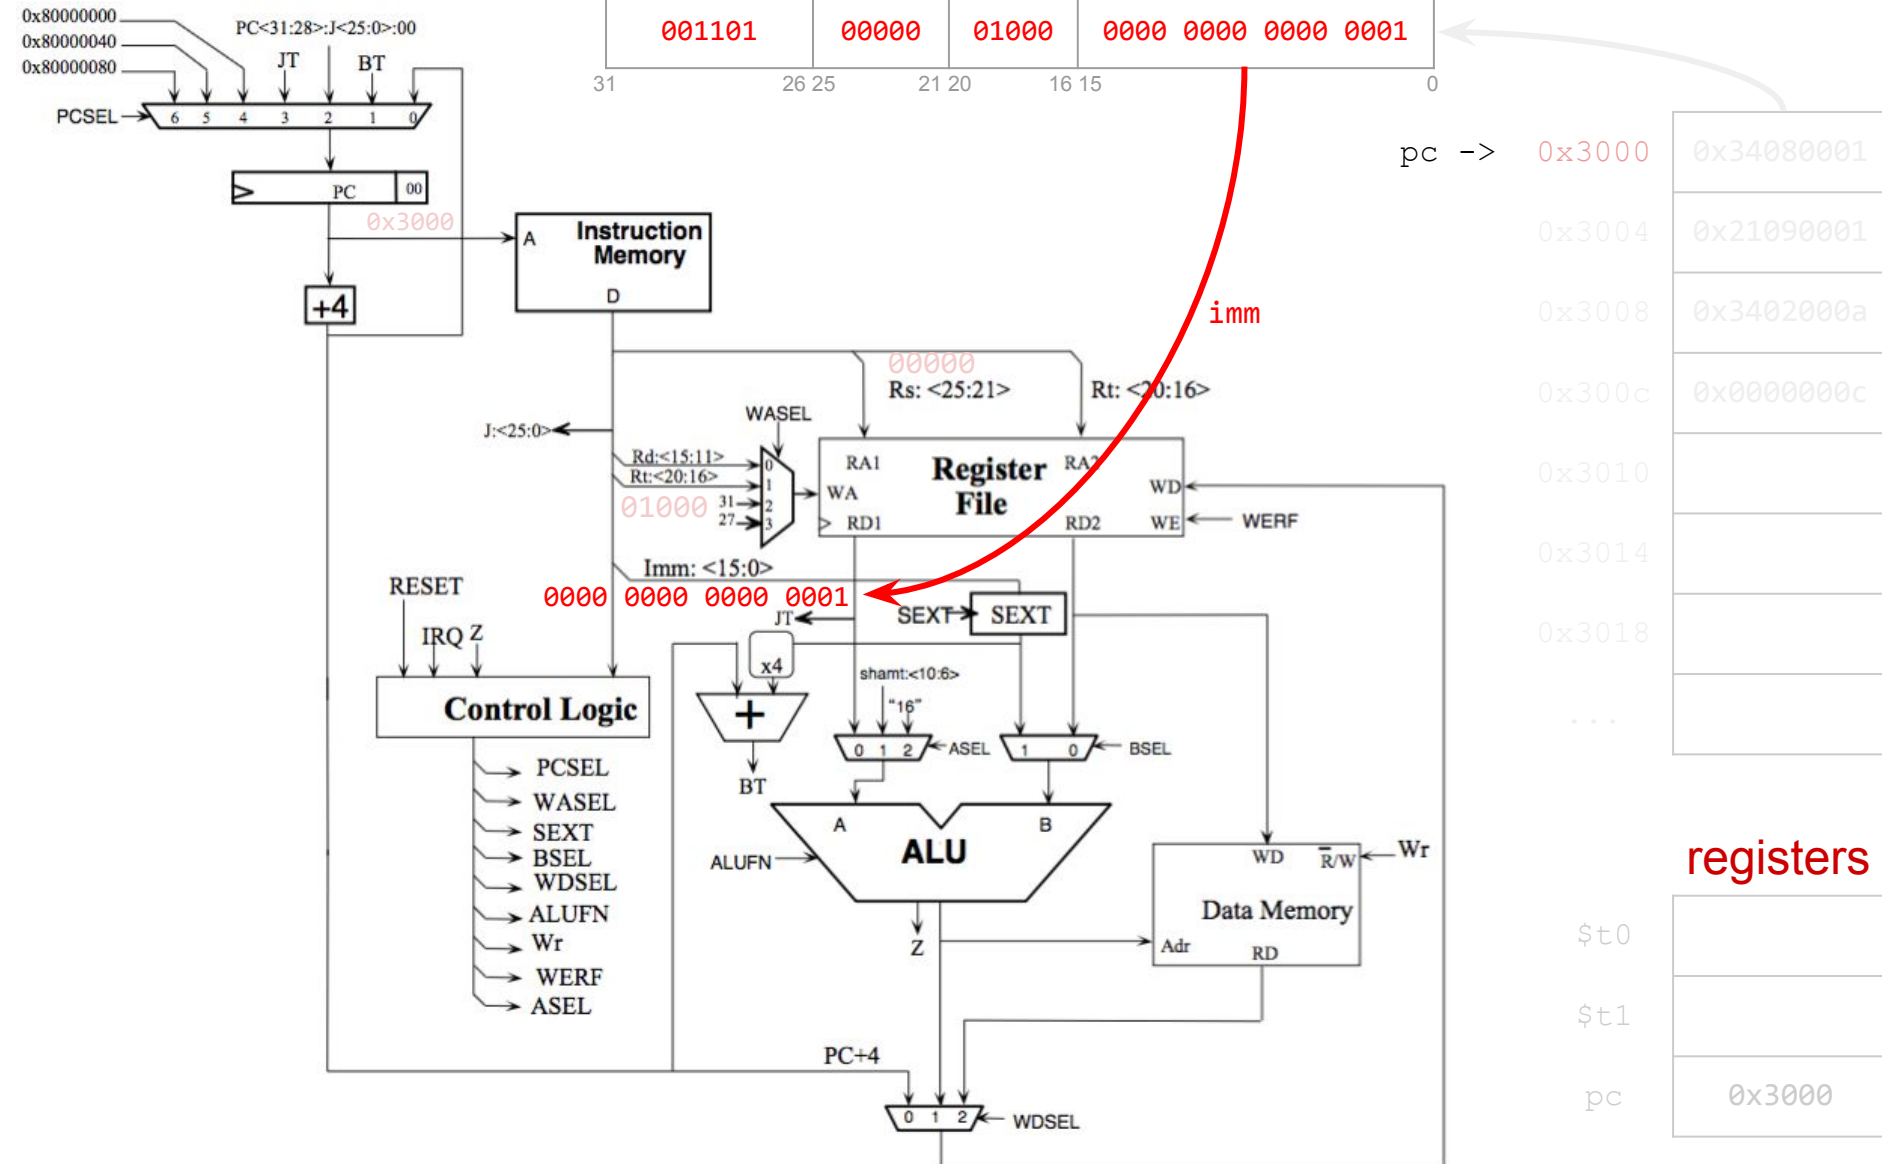 0x80000000
0x80000040
0x80000080
PC<31:28>:J<25:0>:00
JT
BT
PCSEL
6 5 4 3 2 1 0
PC 00
0x3000
+4
001101 00000 01000 0000 0000 0000 0001
31 26 25 21 20 16 15 0
pc -> 0x3000 0x34080001
0x3004 0x21090001
0x3008 0x3402000a
0x300c 0x0000000c
0x3010
0x3014
0x3018
...
A Instruction
Memory
D
imm
00000
Rs: <25:21> Rt: <20:16>
WASEL
J:<25:0>
Rd:<15:11> 0
Rt:<20:16> 1
01000 31 2
27 3
RA1 Register RA2
WA File WD
RD1 RD2 WE WERF
Imm: <15:0>
0000 0000 0000 0001
JT SEXT SEXT
RESET
IRQ Z
x4
shamt:<10:6>
"16"
Control Logic
+
0 1 2 ASEL 1 0 BSEL
BT
PCSEL
WASEL
SEXT
BSEL
WDSEL
ALUFN
Wr
WERF
ASEL
A B
ALU
ALUFN
Z
WD R/W Wr
Data Memory
Adr RD
PC+4
0 1 2 WDSEL
registers
$t0
$t1
pc 0x3000